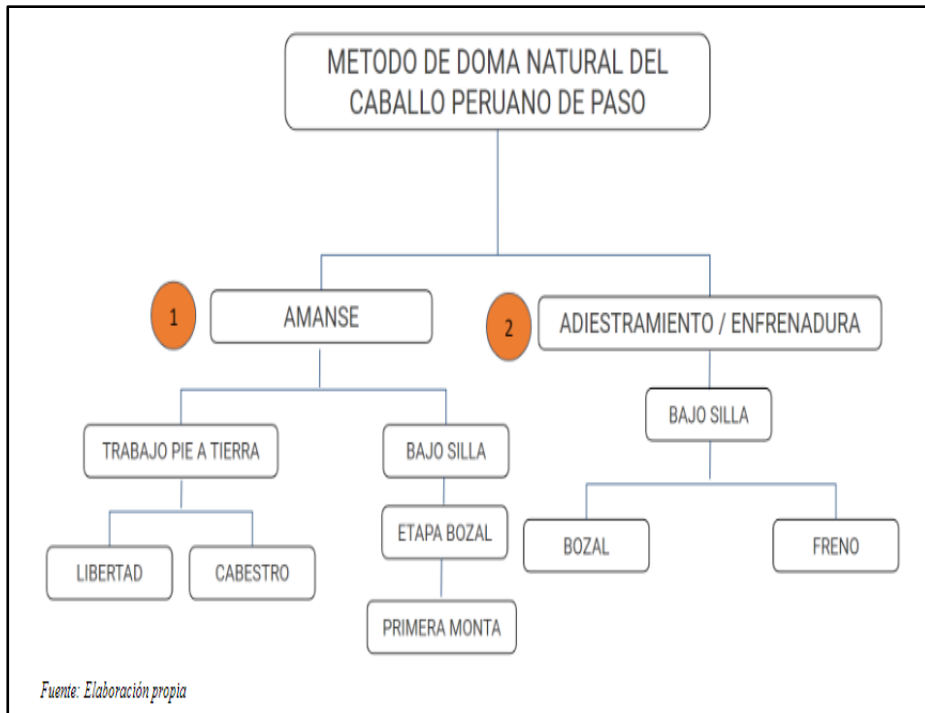 METODO DE DOMA NATURAL DEL
CABALLO PERUANO DE PASO
1
AMANSE
2
ADIESTRAMIENTO / ENFRENADURA
TRABAJO PIE A TIERRA
BAJO SILLA
BAJO SILLA
LIBERTAD
CABESTRO
ETAPA BOZAL
BOZAL
FRENO
PRIMERA MONTA
Fuente: Elaboración propia